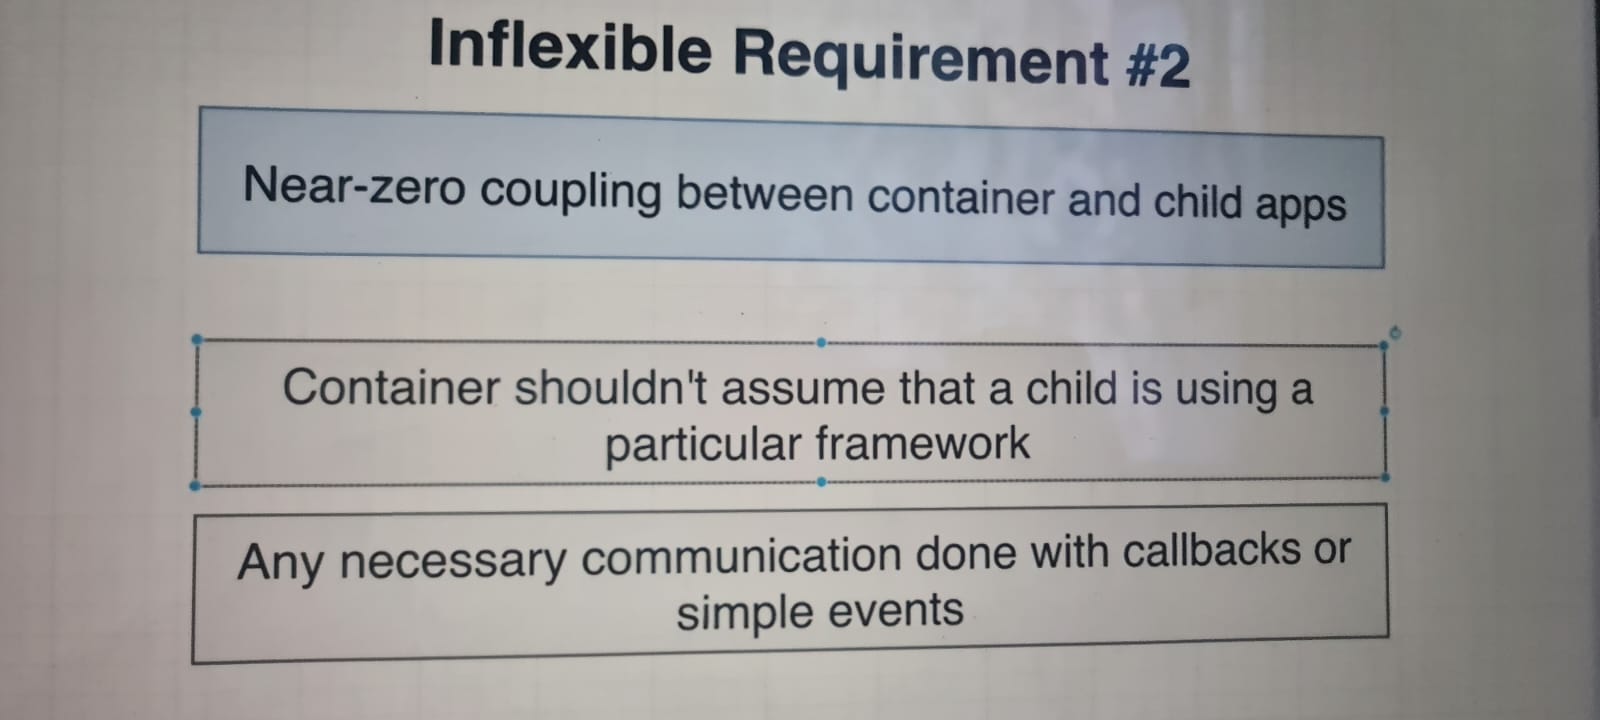 Inflexible Requirement #2
Near-zero coupling between container and child apps
Container shouldn't assume that a child is using a
particular framework
Any necessary communication done with callbacks or
simple events